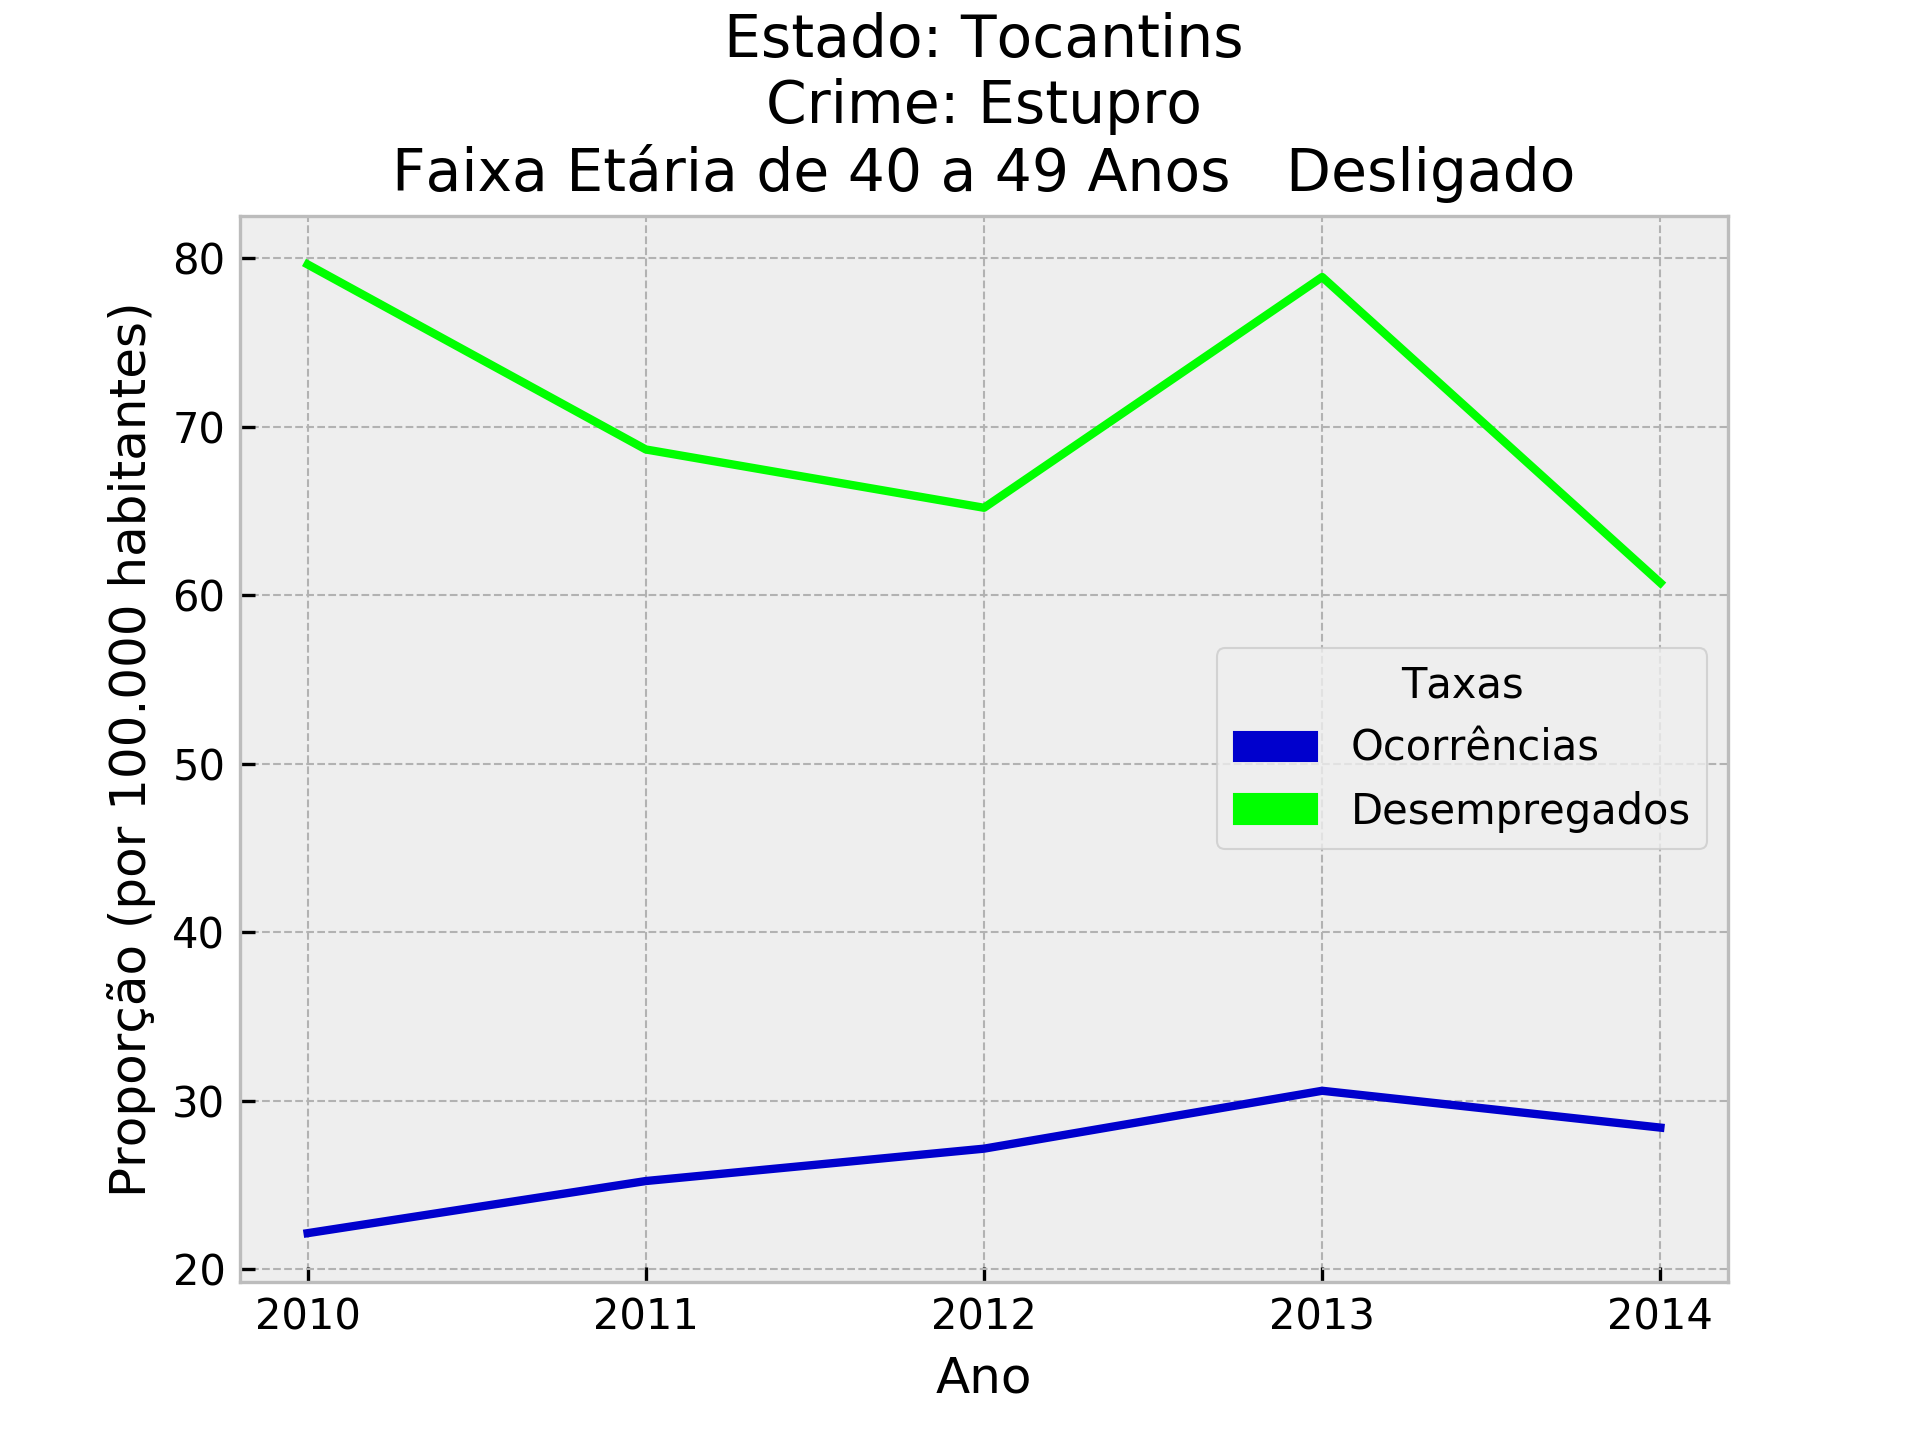 Estado: Tocantins
Crime: Estupro
Faixa Etária de 40 a 49 Anos   Desligado
Proporção (por 100.000 habitantes)
80
70
60
50
40
30
20
Taxas
Ocorrências
Desempregados
2010 2011 2012 2013 2014
Ano